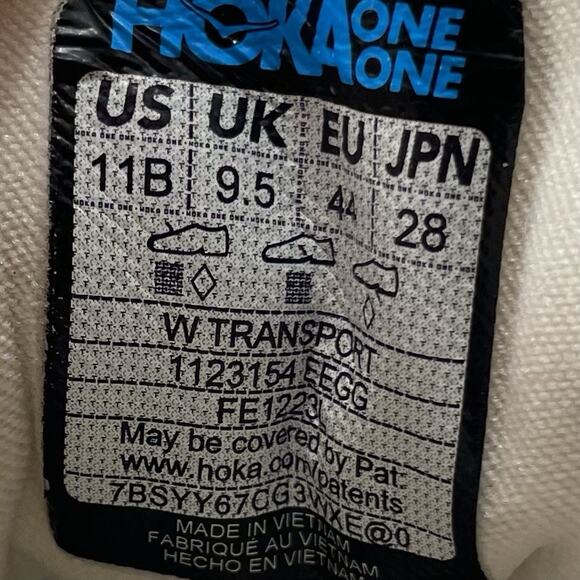 HOKA ONE ONE
US UK EU JPN
11B 9.5 44 28
W TRANSPORT
1123154 EEGG
FE1223
May be covered by Pat:
www.hoka.com/patents
7BSYY67CG3WXE@0
MADE IN VIETNAM
FABRIQUÉ AU VIETNAM
HECHO EN VIETNAM